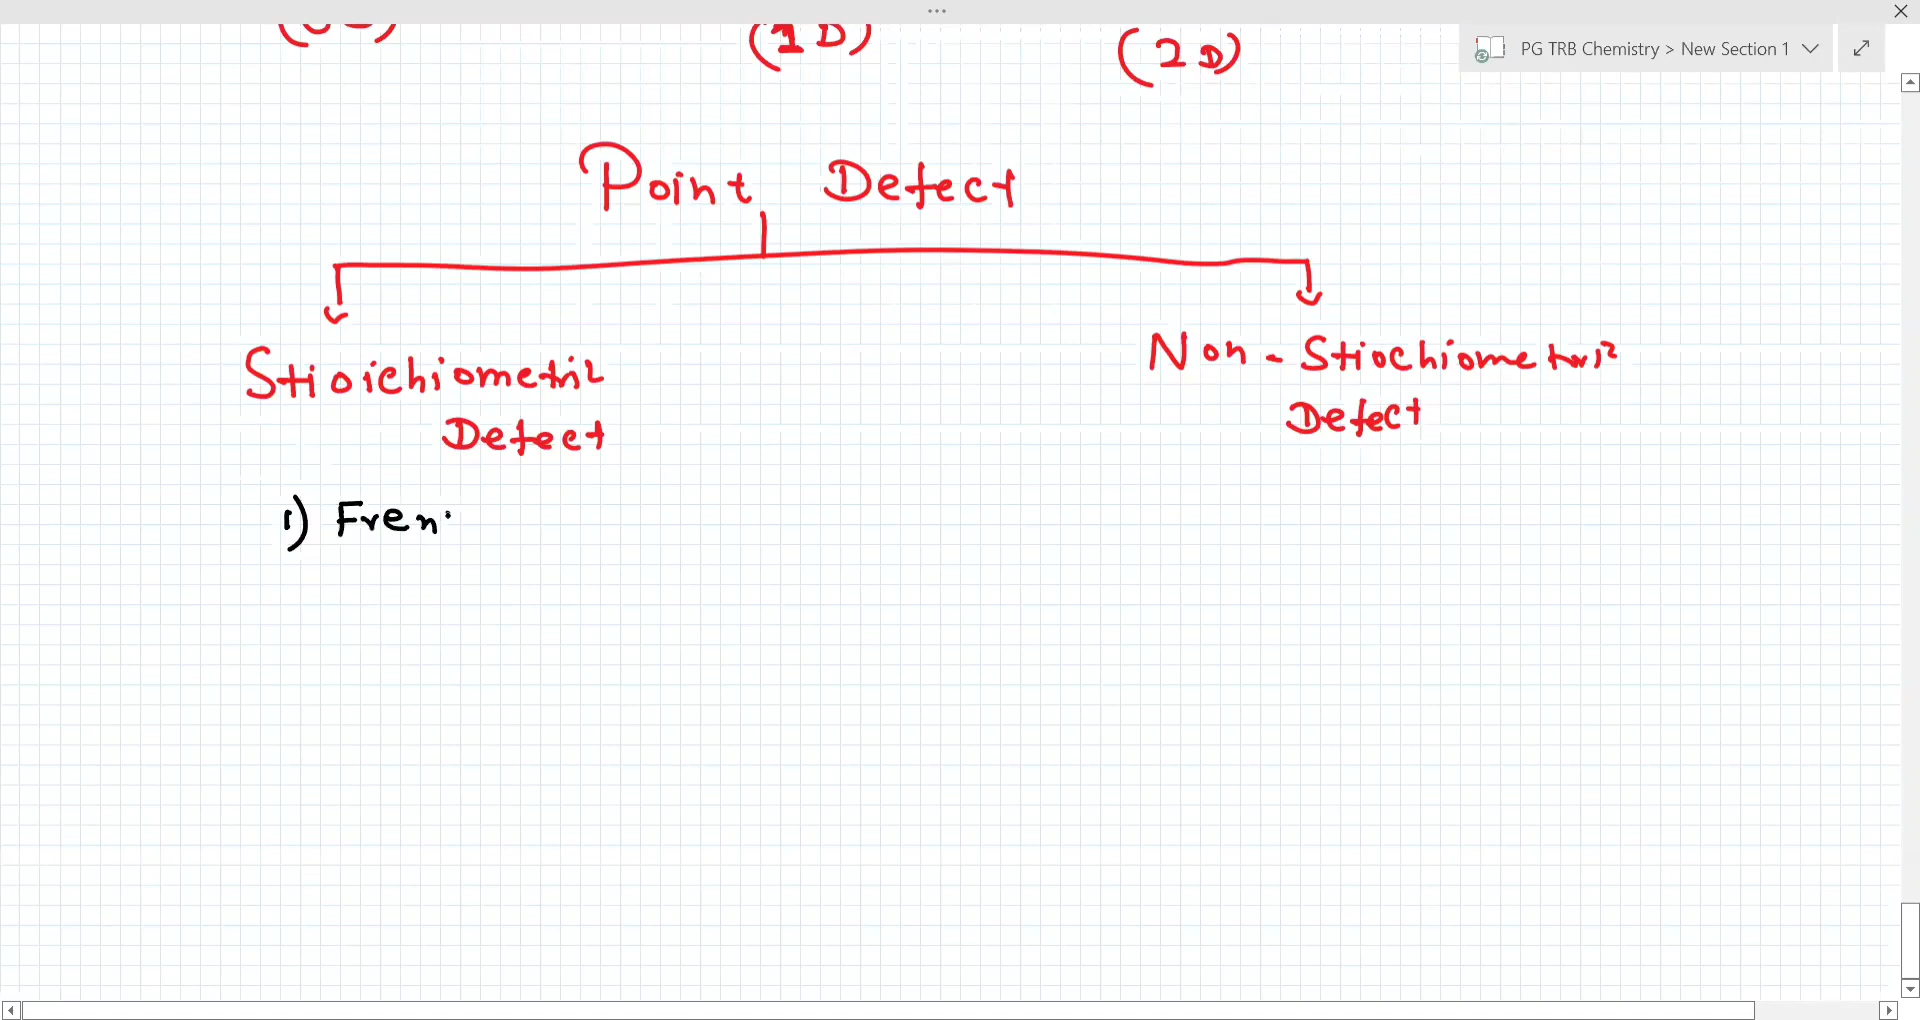 PG TRB Chemistry > New Section 1
(1D) (2D)
Point Defect
Stioichiometric Non-Stiochiometric
Defect Defect
1) Fren